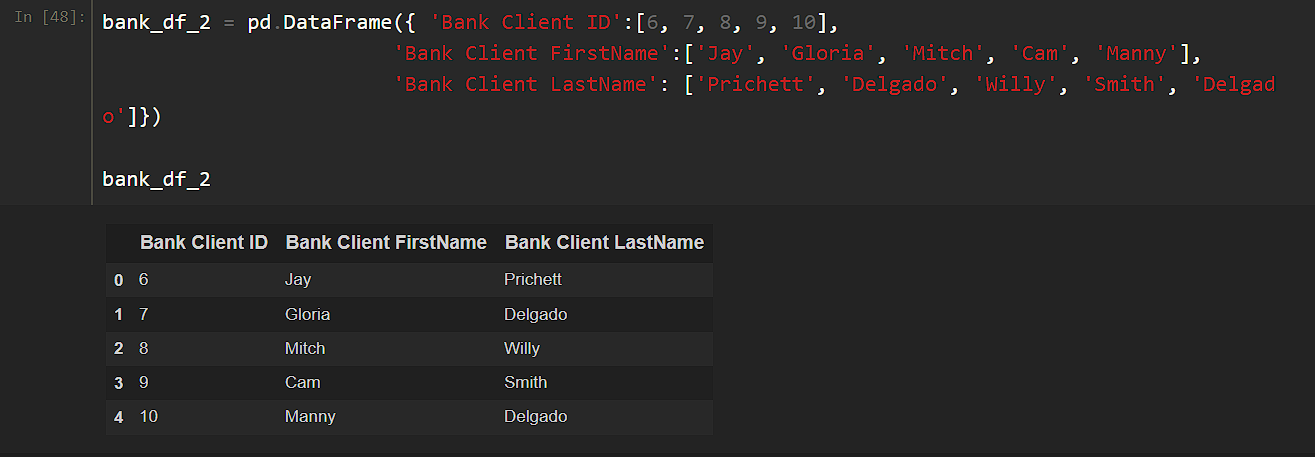 In [48]: bank_df_2 = pd.DataFrame({ 'Bank Client ID':[6, 7, 8, 9, 10],
'Bank Client FirstName':['Jay', 'Gloria', 'Mitch', 'Cam', 'Manny'],
'Bank Client LastName': ['Prichett', 'Delgado', 'Willy', 'Smith', 'Delgad
o']})
bank_df_2
Bank Client ID Bank Client FirstName Bank Client LastName
0 6 Jay Prichett
1 7 Gloria Delgado
2 8 Mitch Willy
3 9 Cam Smith
4 10 Manny Delgado